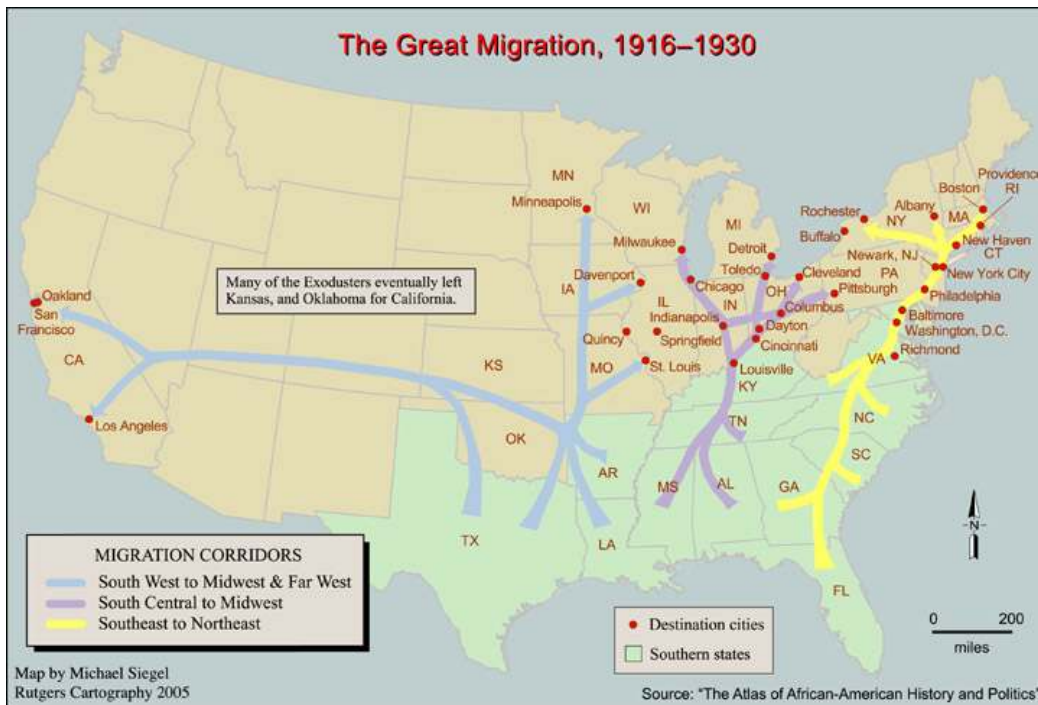 The Great Migration, 1916–1930
MN
Minneapolis
WI
MI
Milwaukee
Detroit
Toledo
Davenport
Chicago
IA
IL
IN
OH
Cleveland
Pittsburgh
Columbus
Indianapolis
Quincy
Springfield
Dayton
Cincinnati
MO
St. Louis
Louisville
KY
Providence
RI
Boston
Albany
Rochester
NY
MA
Buffalo
New Haven
CT
Newark, NJ
PA
New York City
Philadelphia
Baltimore
Washington, D.C.
VA
Richmond
Many of the Exodusters eventually left
Kansas, and Oklahoma for California.
Oakland
San
Francisco
CA
Los Angeles
KS
OK
AR
TN
NC
SC
MS
AL
GA
TX
LA
FL
MIGRATION CORRIDORS
South West to Midwest & Far West
South Central to Midwest
Southeast to Northeast
Destination cities
Southern states
N
0 200
miles
Map by Michael Siegel
Rutgers Cartography 2005
Source: "The Atlas of African-American History and Politics"